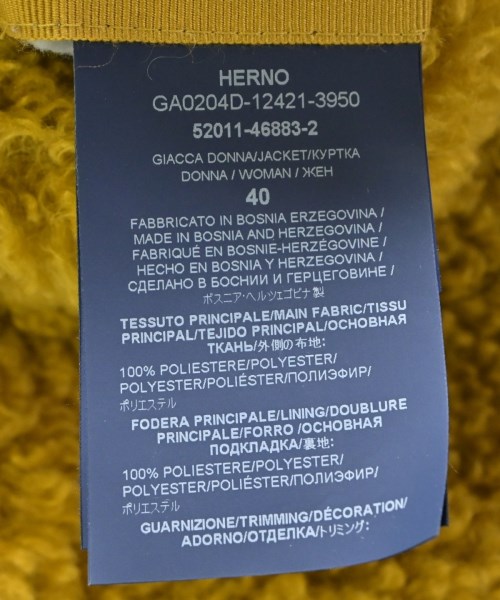 HERNO
GA0204D-12421-3950
52011-46883-2
GIACCA DONNA/JACKET/КУРТКА
DONNA / WOMAN / ЖЕН
40
FABBRICATO IN BOSNIA ERZEGOVINA /
MADE IN BOSNIA AND HERZEGOVINA /
FABRIQUÉ EN BOSNIE-HERZÉGOVINE /
HECHO EN BOSNIA Y HERZEGOVINA /
СДЕЛАНО В БОСНИИ И ГЕРЦЕГОВИНЕ /
ボスニア・ヘルツェゴビナ製
TESSUTO PRINCIPALE/MAIN FABRIC/TISSU
PRINCIPAL/TEJIDO PRINCIPAL/ОСНОВНАЯ
ТКАНЬ/外側の布地:
100% POLIESTERE/POLYESTER/
POLYESTER/POLIÉSTER/ПОЛИЭФИР/
ポリエステル
FODERA PRINCIPALE/LINING/DOUBLURE
PRINCIPALE/FORRO /ОСНОВНАЯ
ПОДКЛАДКА/裏地:
100% POLIESTERE/POLYESTER/
POLYESTER/POLIÉSTER/ПОЛИЭФИР/
ポリエステル
GUARNIZIONE/TRIMMING/DÉCORATION/
ADORNO/ОТДЕЛКА/トリミング: